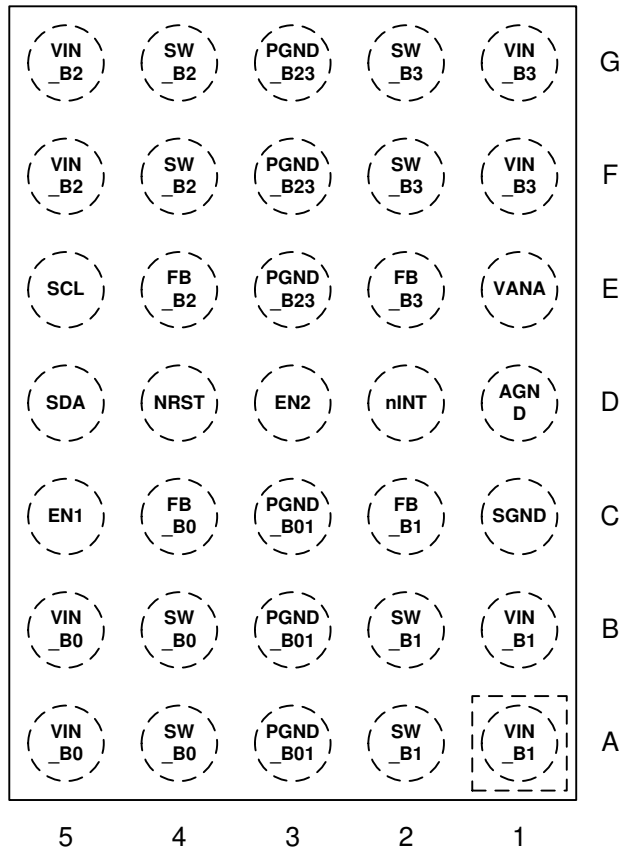 VIN
_B2
SW
_B2
PGND
_B23
SW
_B3
VIN
_B3
G
VIN
_B2
SW
_B2
PGND
_B23
SW
_B3
VIN
_B3
F
SCL
FB
_B2
PGND
_B23
FB
_B3
VANA
E
SDA
NRST
EN2
nINT
AGN
D
D
EN1
FB
_B0
PGND
_B01
FB
_B1
SGND
C
VIN
_B0
SW
_B0
PGND
_B01
SW
_B1
VIN
_B1
B
VIN
_B0
SW
_B0
PGND
_B01
SW
_B1
VIN
_B1
A
5 4 3 2 1